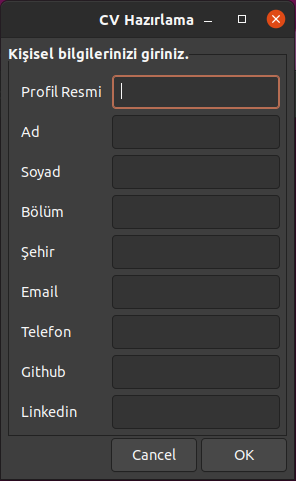 CV Hazırlama
Kişisel bilgilerinizi giriniz.
Profil Resmi
Ad
Soyad
Bölüm
Şehir
Email
Telefon
Github
Linkedin
Cancel OK